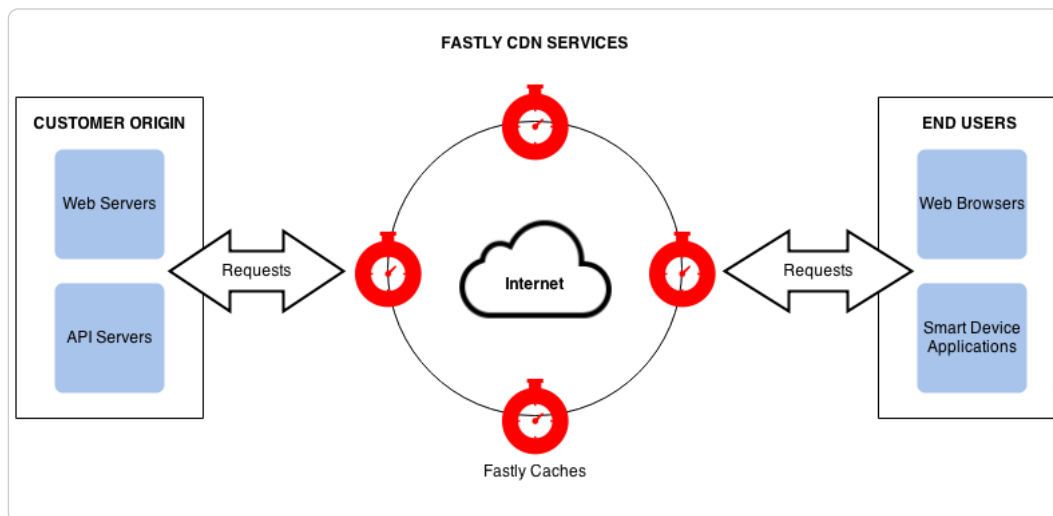 FASTLY CDN SERVICES
CUSTOMER ORIGIN
Web Servers
API Servers
Requests
Internet
Fastly Caches
Requests
END USERS
Web Browsers
Smart Device
Applications